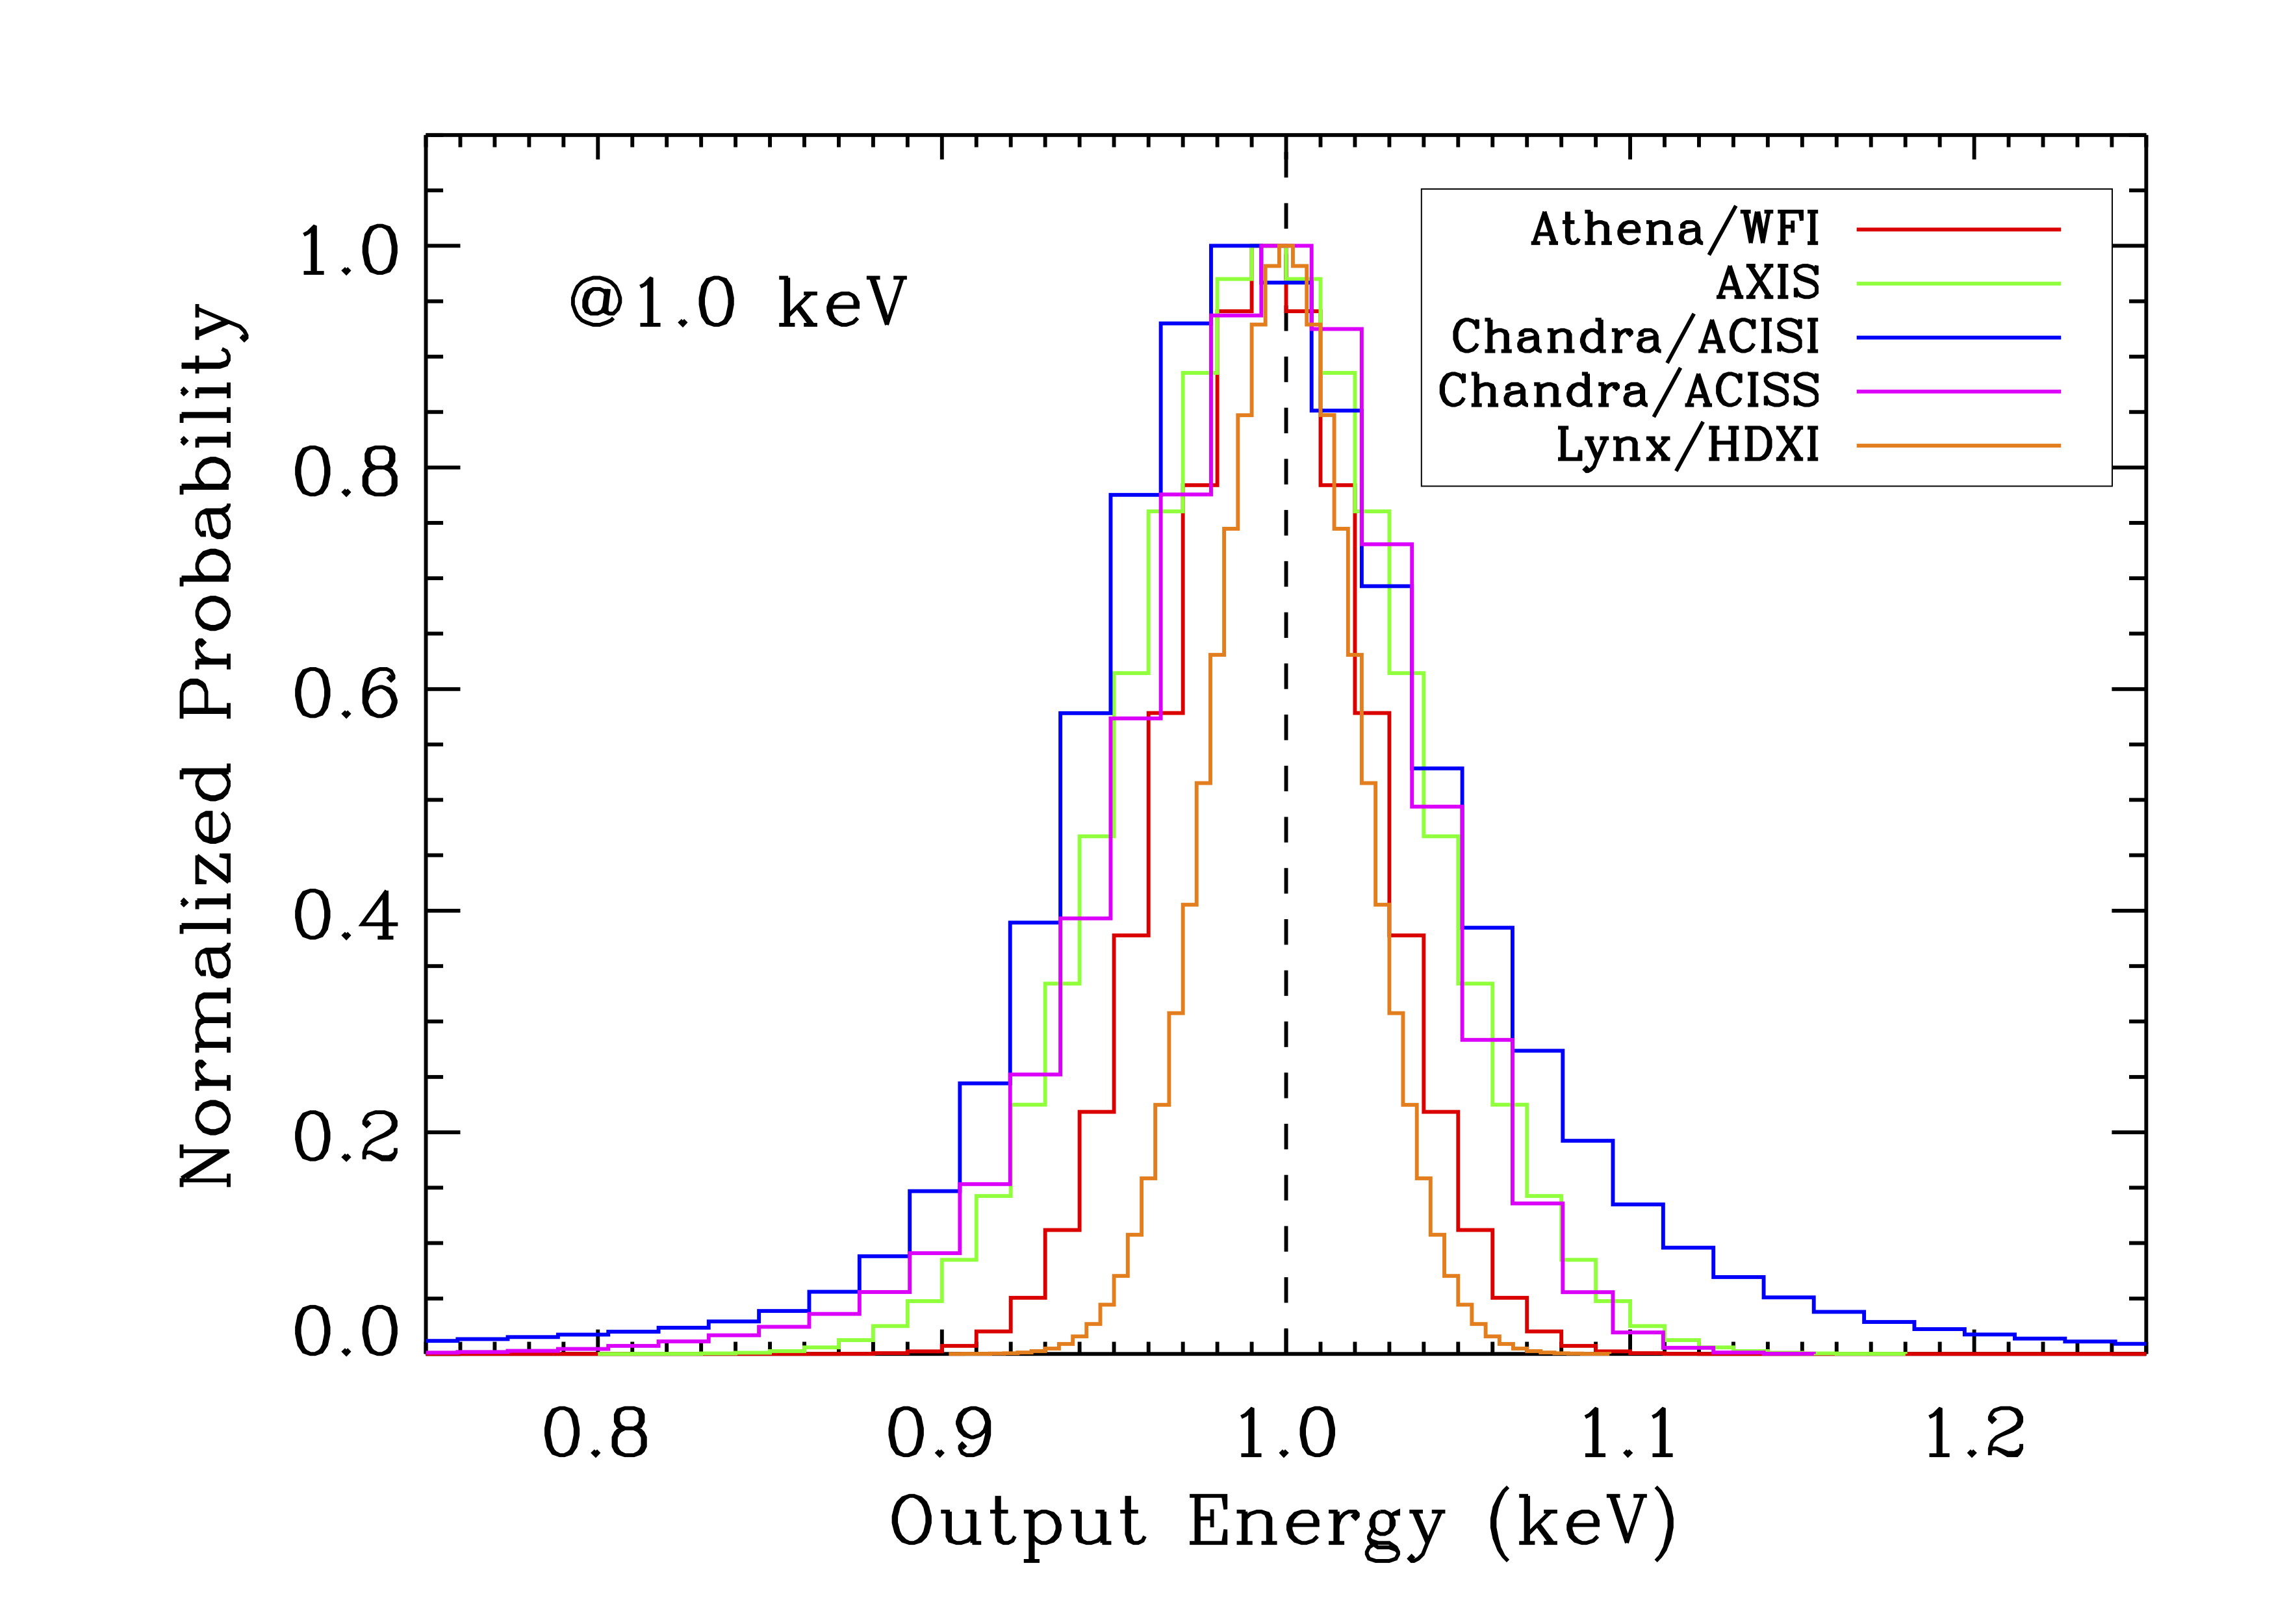 Normalized Probability
1.0
0.8
0.6
0.4
0.2
0.0
@1.0 keV
Athena/WFI
AXIS
Chandra/ACISI
Chandra/ACISS
Lynx/HDXI
0.8 0.9 1.0 1.1 1.2
Output Energy (keV)